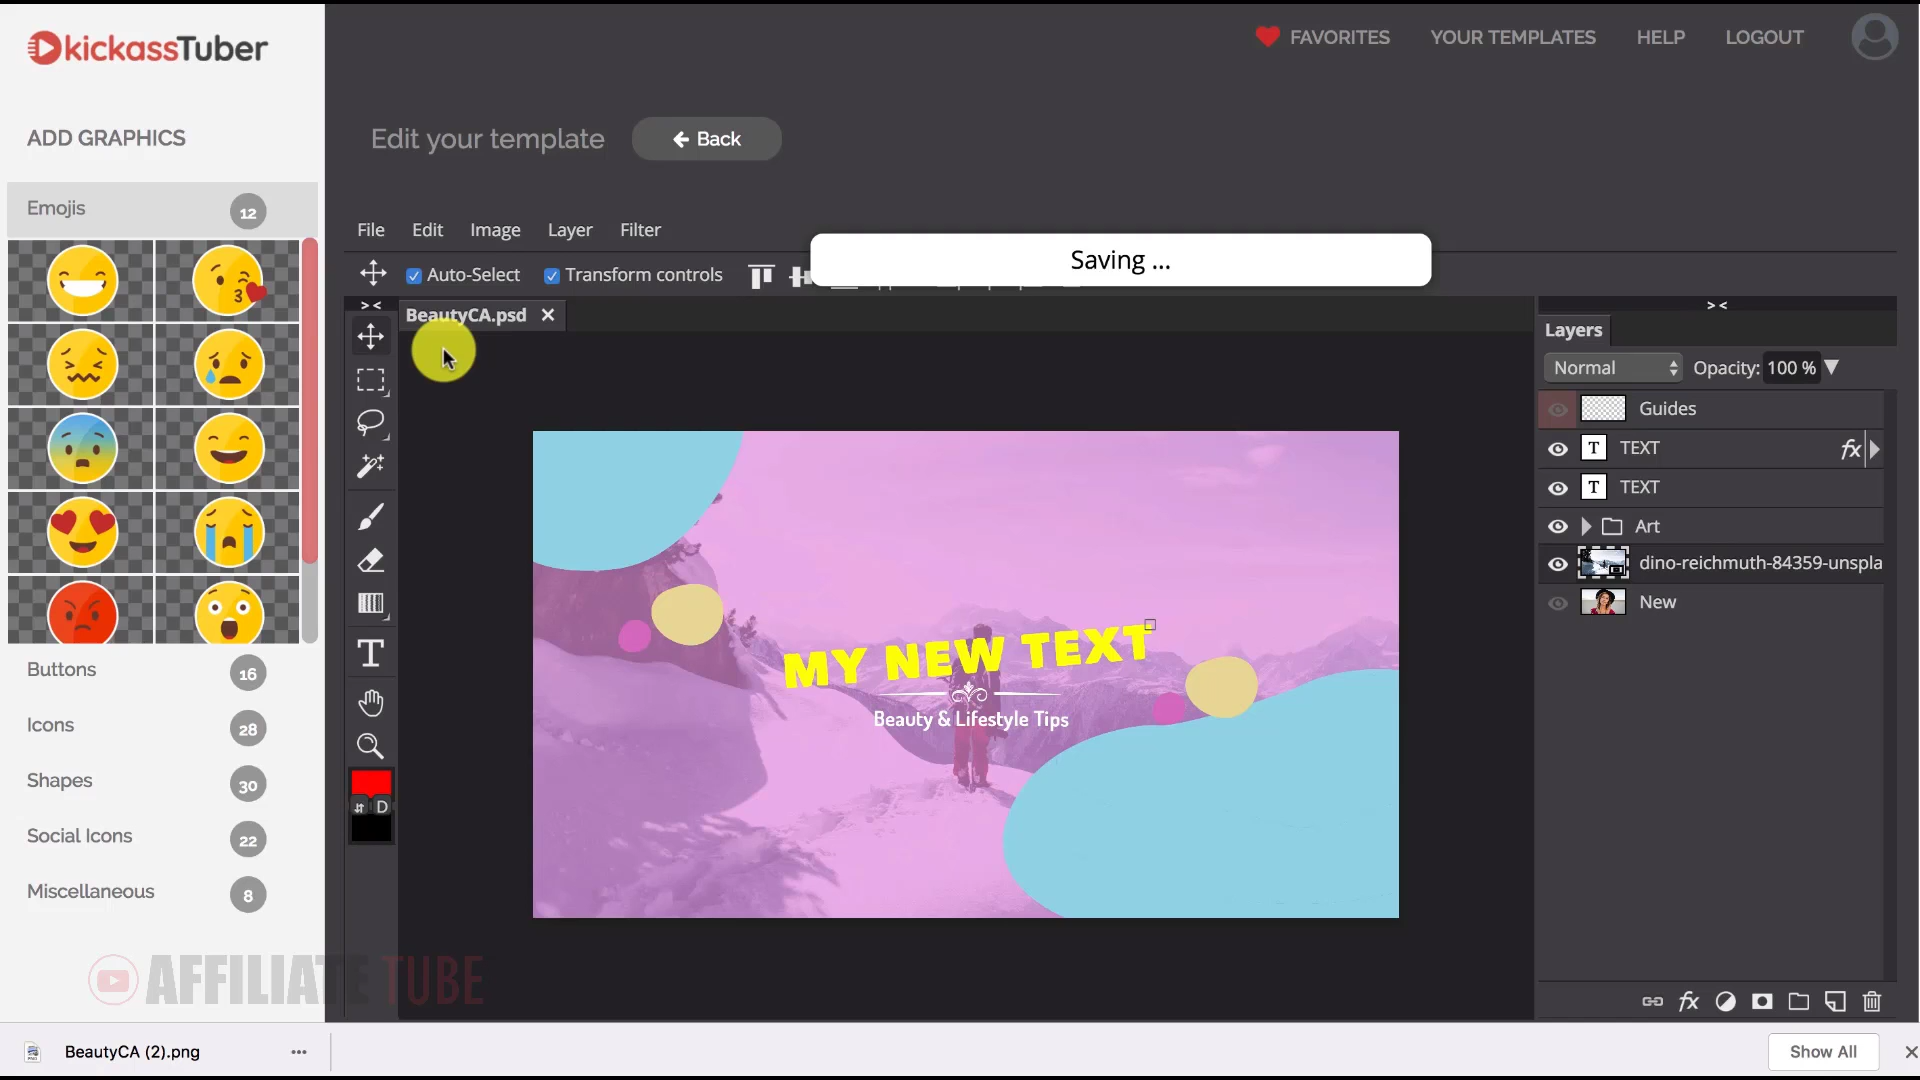 kickassTuber
FAVORITES
YOUR TEMPLATES
HELP
LOGOUT
ADD GRAPHICS
Edit your template
Back
Emojis
12
File
Edit
Image
Layer
Filter
Saving ...
Auto-Select
Transform controls
> <
BeautyCA.psd
> <
Layers
Normal
Opacity: 100 %
Guides
T
TEXT
fx
T
TEXT
Art
dino-reichmuth-84359-unspla
New
MY NEW TEXT
Beauty & Lifestyle Tips
T
D
Buttons
16
Icons
28
Shapes
30
Social Icons
22
Miscellaneous
8
AFFILIATE TUBE
fx
BeautyCA (2).png
Show All